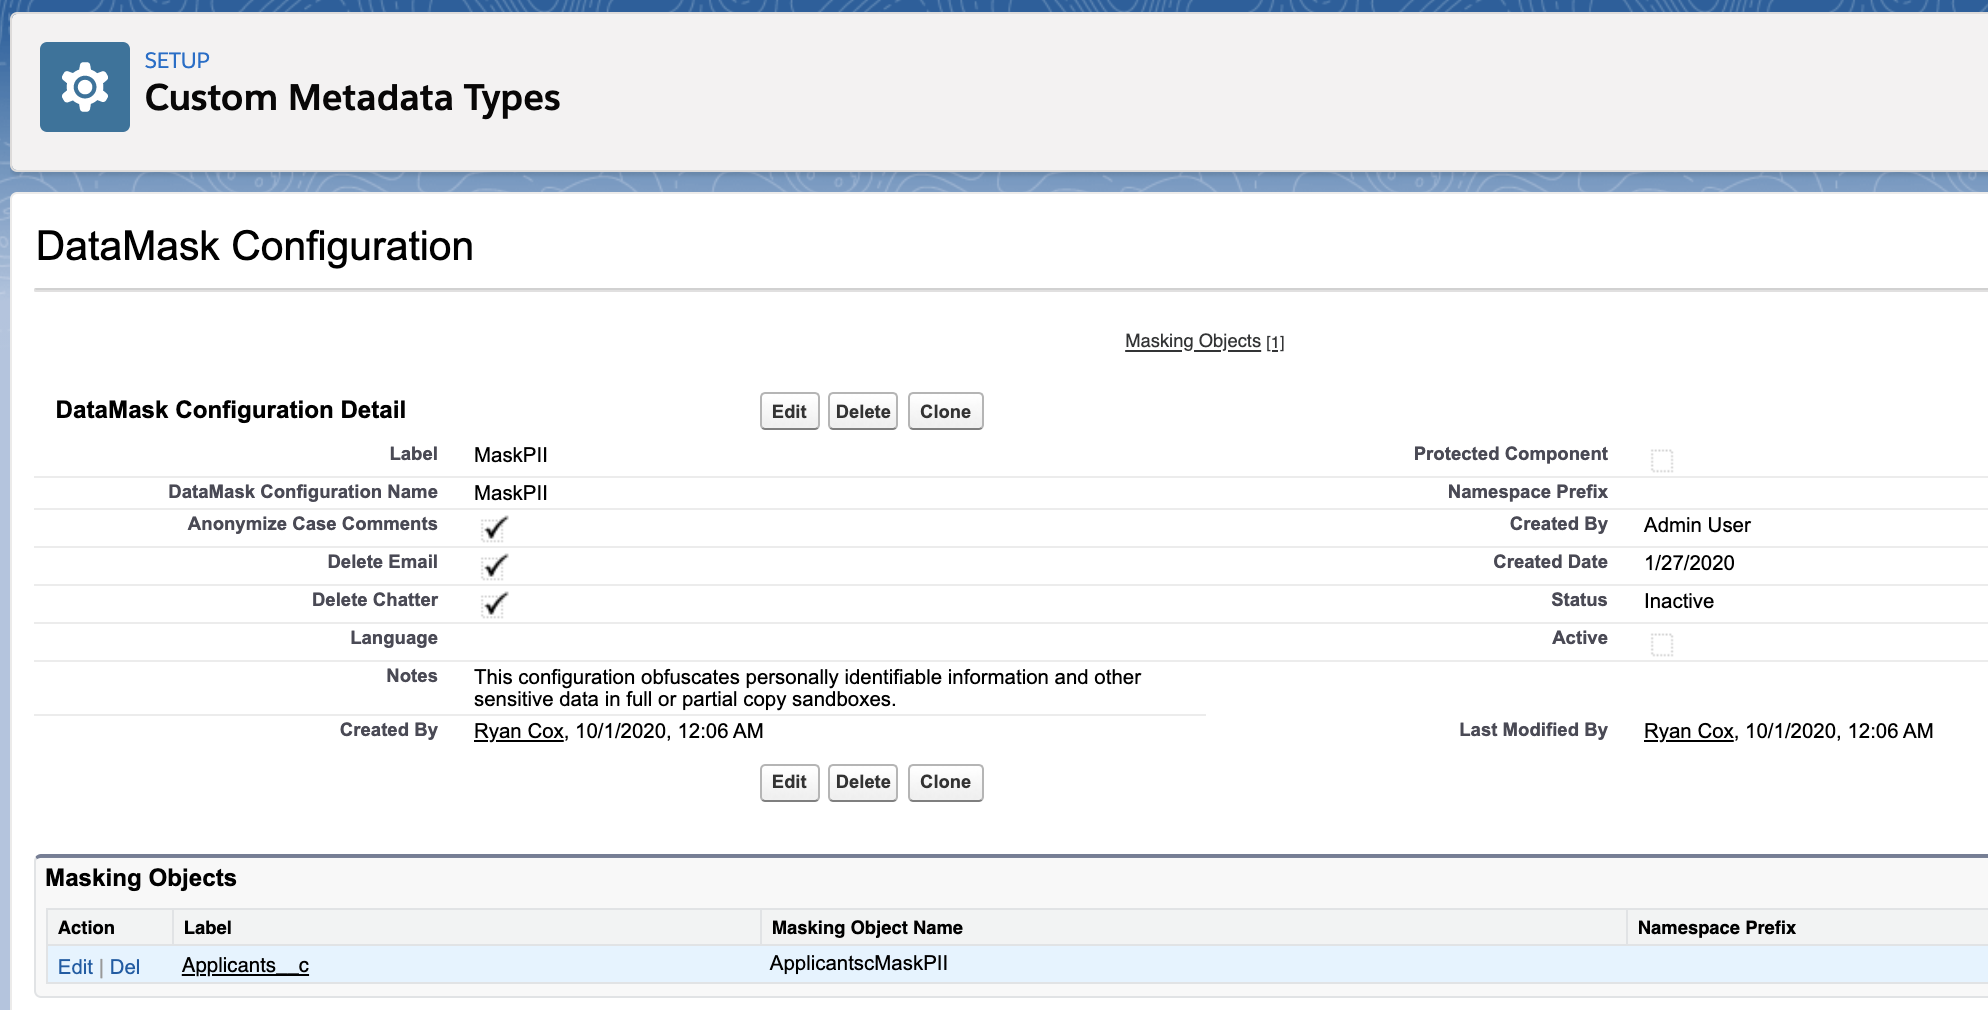 SETUP
Custom Metadata Types
DataMask Configuration
Masking Objects [1]
DataMask Configuration Detail Edit Delete Clone
Label MaskPII Protected Component
DataMask Configuration Name MaskPII Namespace Prefix
Anonymize Case Comments Created By Admin User
Delete Email Created Date 1/27/2020
Delete Chatter Status Inactive
Language Active
Notes This configuration obfuscates personally identifiable information and other
sensitive data in full or partial copy sandboxes.
Created By Ryan Cox, 10/1/2020, 12:06 AM Last Modified By Ryan Cox, 10/1/2020, 12:06 AM
Edit Delete Clone
Masking Objects
Action Label Masking Object Name Namespace Prefix
Edit | Del Applicants__c ApplicantscMaskPII